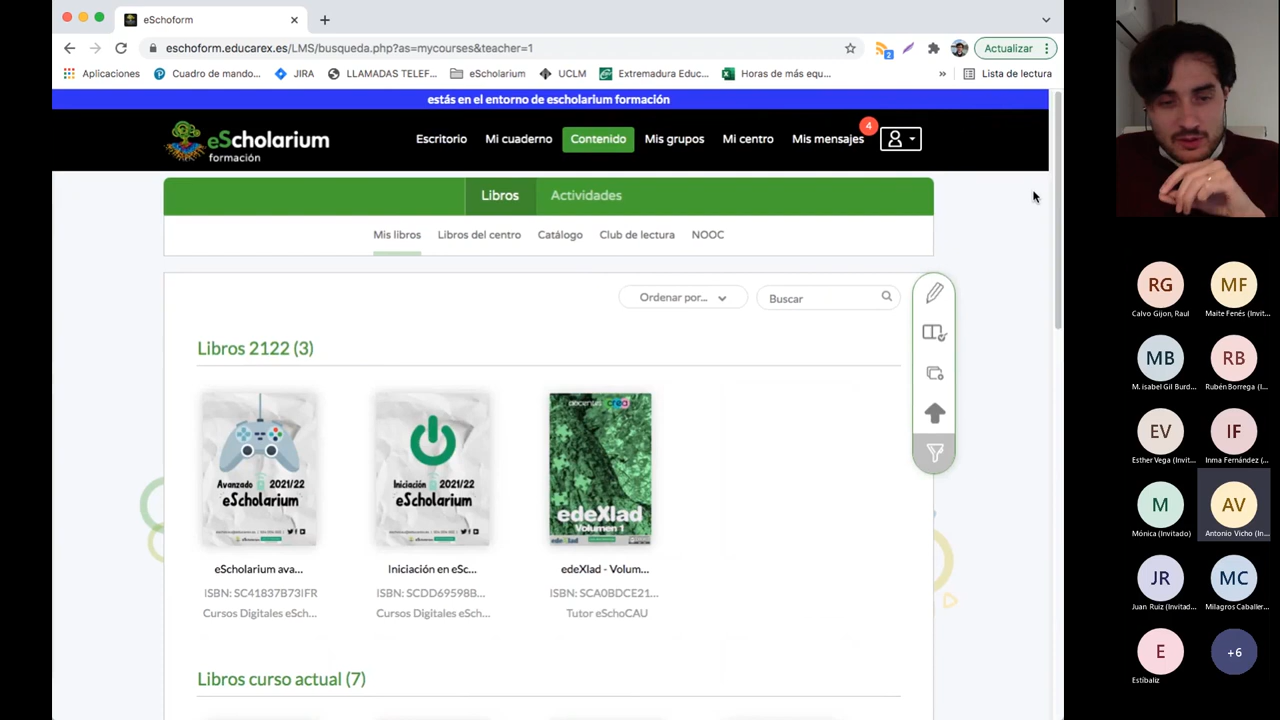 eSchoform
eschoform.educarex.es/LMS/busqueda.php?as=mycourses&teacher=1
2
Actualizar
Aplicaciones
Cuadro de mando...
JIRA
LLAMADAS TELEF...
eScholarium
UCLM
Extremadura Educ...
Horas de más equ...
»
Lista de lectura
estás en el entorno de escholarium formación
eScholarium
formación
Escritorio
Mi cuaderno
Contenido
Mis grupos
Mi centro
Mis mensajes
4
Libros
Actividades
Mis libros
Libros del centro
Catálogo
Club de lectura
NOOC
Ordenar por...
Buscar
Libros 2122 (3)
Avanzado 2021/22
eScholarium
Iniciación 2021/22
eScholarium
crea
edeXlad
Volumen 1
eScholarium ava...
Iniciación en eSc...
edeXlad - Volum...
ISBN: SC41837B73IFR
ISBN: SCDD69598B...
ISBN: SCA0BDCE21...
Cursos Digitales eSch...
Cursos Digitales eSch...
Tutor eSchoCAU
Libros curso actual (7)
RG
MF
Calvo Gijon, Raul
Maite Fenés (Invit...
MB
RB
M. isabel Gil Burd...
Rubén Borrega (I...
EV
IF
Esther Vega (Invit...
Inma Fernández (...
M
AV
Mónica (Invitado)
Antonio Vicho (In...
JR
MC
Juan Ruiz (Invitad...
Milagros Caballer...
E
+6
Estíbaliz